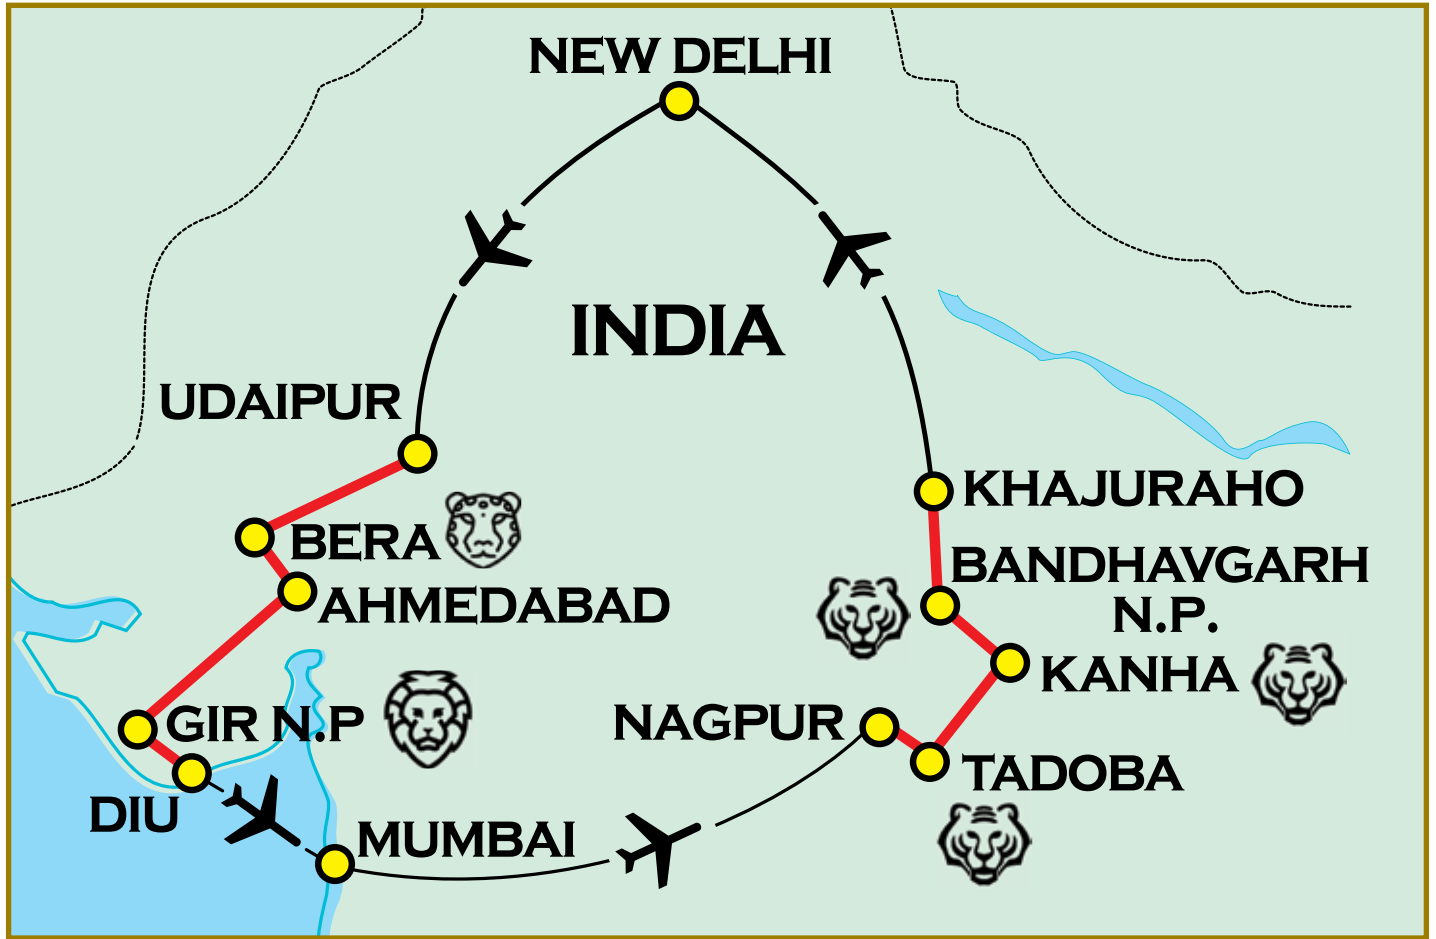 NEW DELHI
INDIA
UDAIPUR
KHAJURAHO
BERA
BANDHAVGARH
N.P.
AHMEDABAD
KANHA
GIR N.P
NAGPUR
TADOBA
DIU
MUMBAI